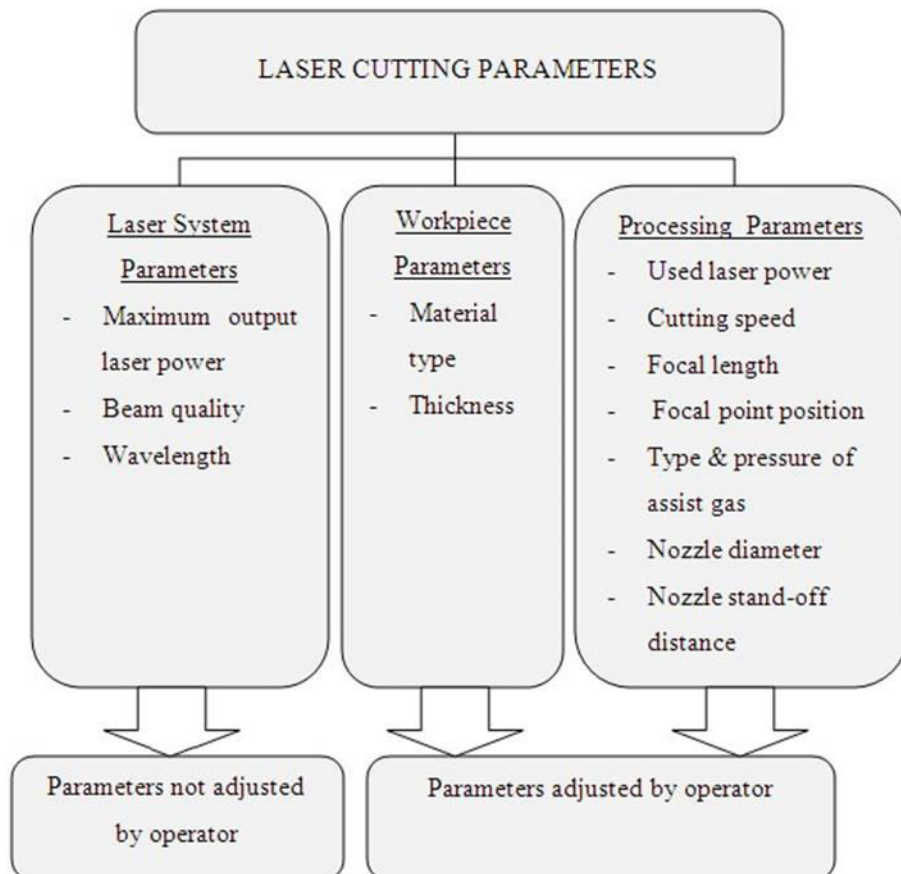 LASER CUTTING PARAMETERS
Laser System
Parameters
- Maximum output
laser power
- Beam quality
- Wavelength
Workpiece
Parameters
- Material
type
- Thickness
Processing Parameters
- Used laser power
- Cutting speed
- Focal length
- Focal point position
- Type & pressure of
assist gas
- Nozzle diameter
- Nozzle stand-off
distance
Parameters not adjusted
by operator
Parameters adjusted by operator